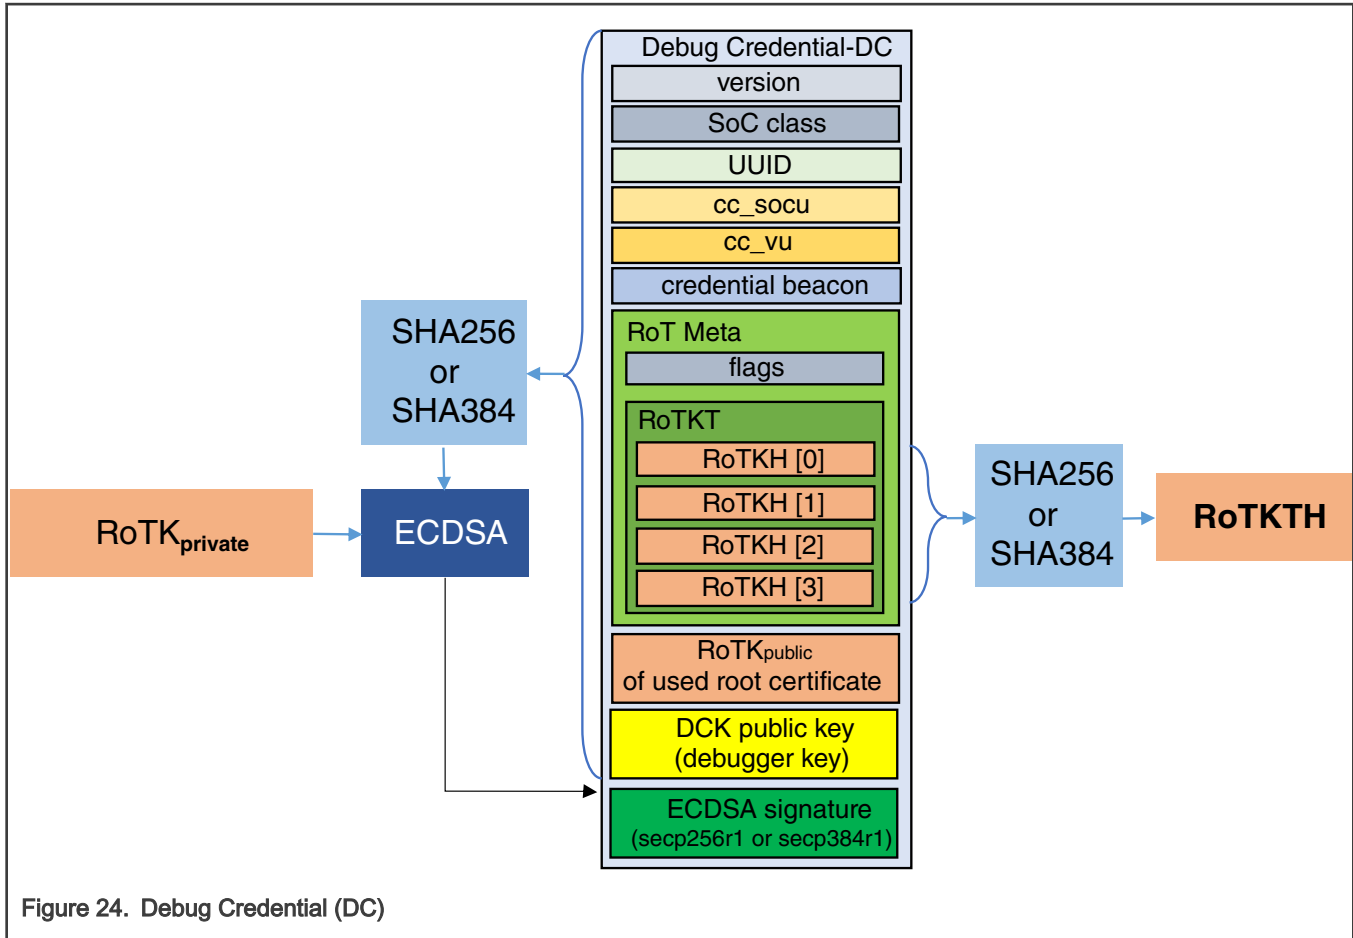 Debug Credential-DC
version
SoC class
UUID
cc_socu
cc_vu
credential beacon
RoT Meta
flags
RoTKT
RoTKH [0]
RoTKH [1]
RoTKH [2]
RoTKH [3]
RoTKpublic
of used root certificate
DCK public key
(debugger key)
ECDSA signature
(secp256r1 or secp384r1)
SHA256
or
SHA384
RoTKprivate
ECDSA
SHA256
or
SHA384
RoTKTH
Figure 24. Debug Credential (DC)